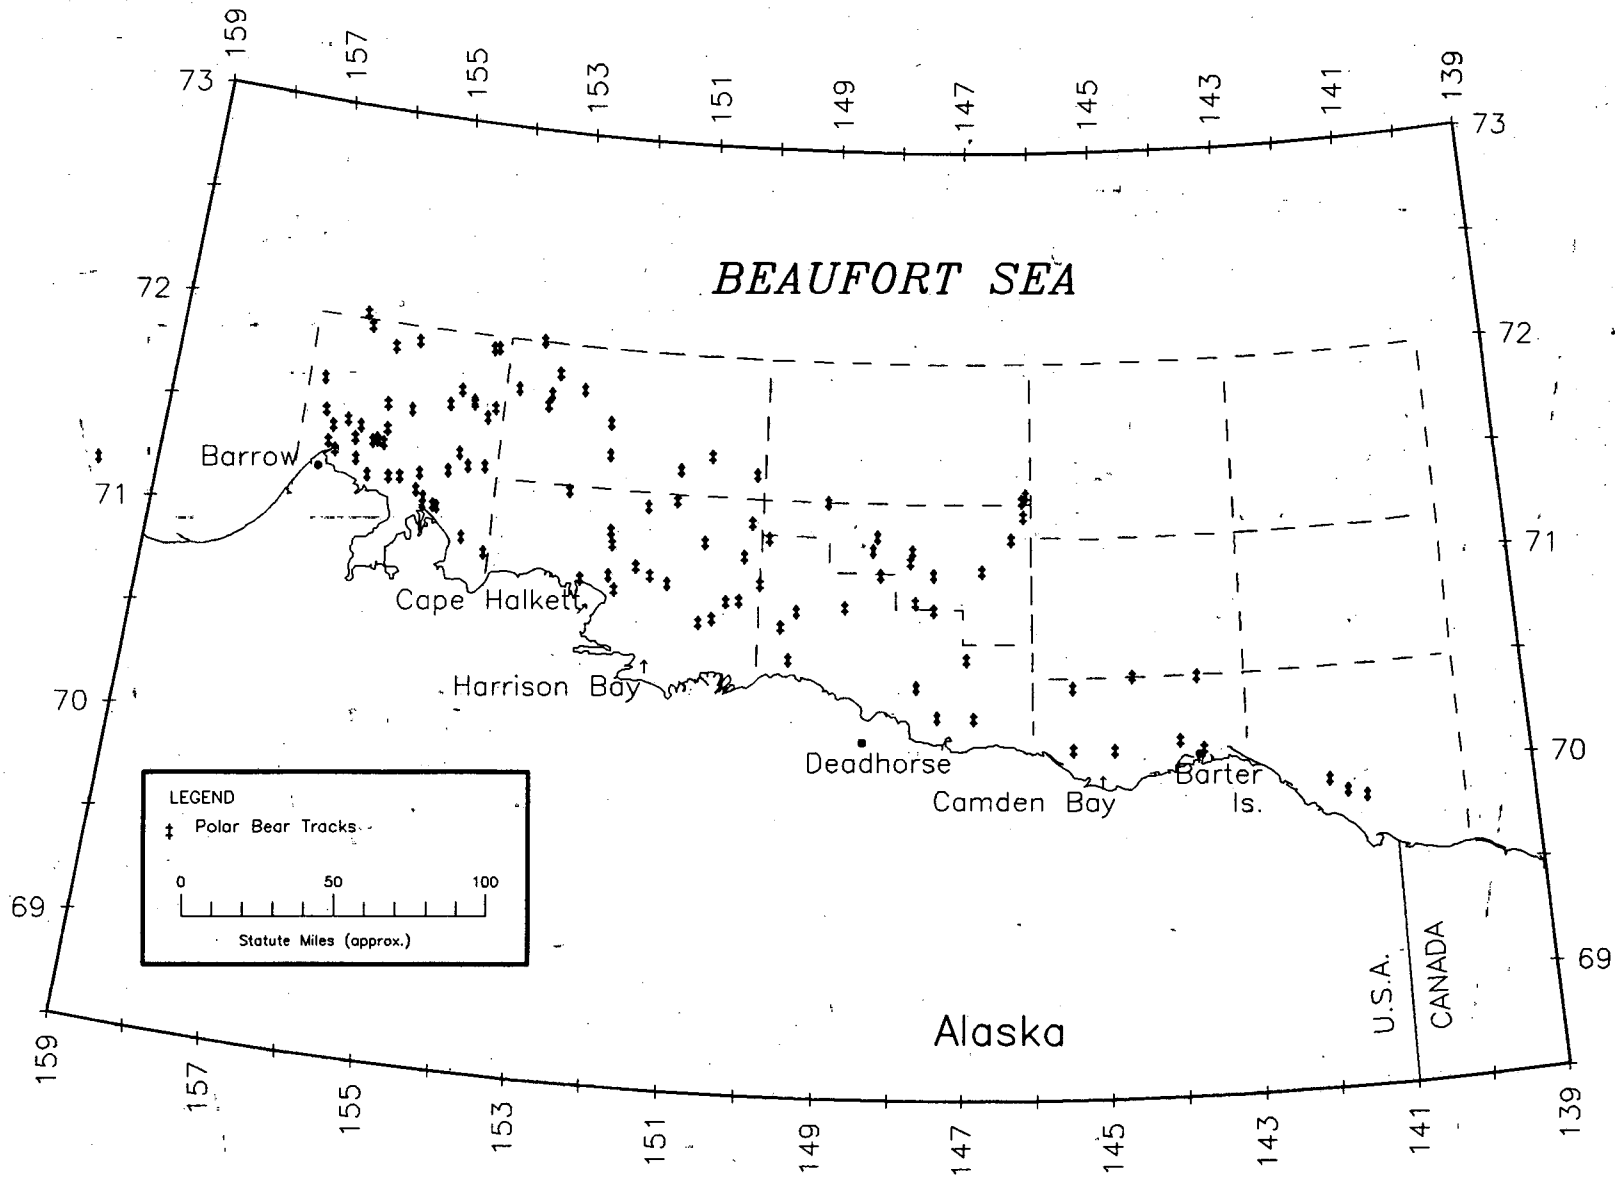 159
157
155
153
151
149
147
145
143
141
139
73
73
BEAUFORT SEA
72
72
Barrow
71
71
Cape Halkett
Harrison Bay
70
70
Deadhorse
Camden Bay
Barter
Is.
LEGEND
Polar Bear Tracks
0 50 100
Statute Miles (approx.)
69
69
U.S.A.
CANADA
Alaska
159
157
155
153
151
149
147
145
143
141
139